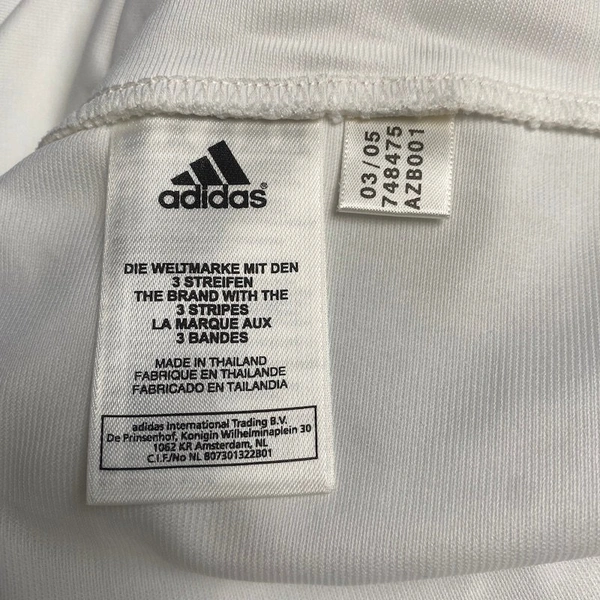 adidas®
DIE WELTMARKE MIT DEN
3 STREIFEN
THE BRAND WITH THE
3 STRIPES
LA MARQUE AUX
3 BANDES
MADE IN THAILAND
FABRIQUE EN THAILANDE
FABRICADO EN TAILANDIA
adidas International Trading B.V.
De Prinsenhof, Konigin Wilhelminaplein 30
1062 KR Amsterdam, NL
C.I.F./No NL 807301322B01
03/05
748475
AZB001